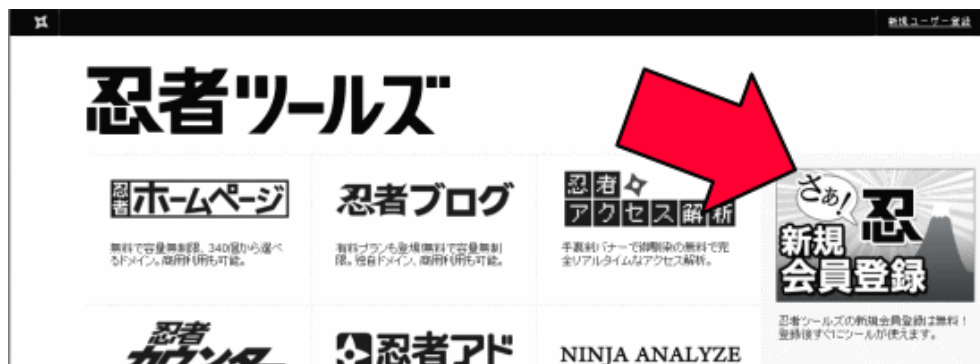 新規ユーザー登録
忍者ツールズ
忍者ホームページ
無料で容量無制限、340個から選べ
るドメイン。商用利用も可能。
忍者ブログ
有料プランも登場!無料で容量無制
限。独自ドメイン、商用利用も可能。
忍者
アクセス解析
手裏剣バナーで御馴染の無料で完
全リアルタイムなアクセス解析。
さぁ!
忍
新規
会員登録
忍者ツールズの新規会員登録は無料!
登録後すぐにツールが使えます。
忍者
カウンター
忍者アド
NINJA ANALYZE